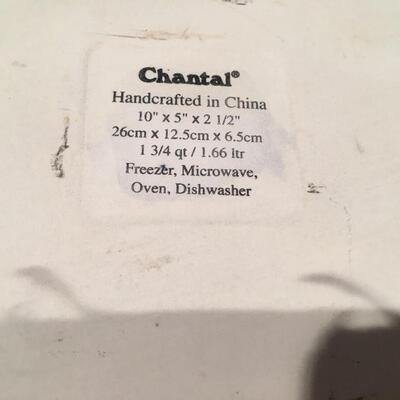 Chantal®
Handcrafted in China
10" x 5" x 2 1/2"
26cm x 12.5cm x 6.5cm
1 3/4 qt / 1.66 ltr
Freezer, Microwave,
Oven, Dishwasher